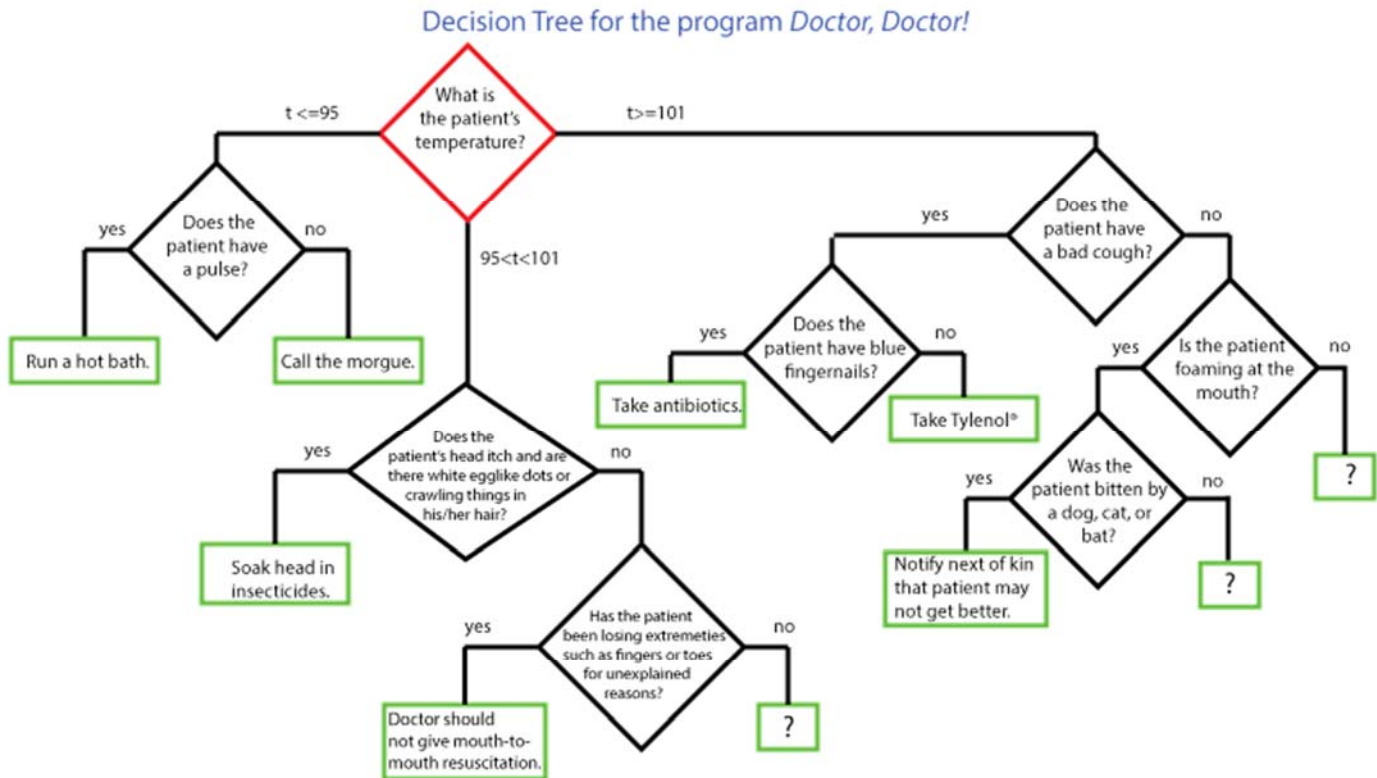 Decision Tree for the program Doctor, Doctor!
What is
the patient's
temperature?
t <=95
t>=101
95<t<101
Does the
patient have
a pulse?
yes
no
Run a hot bath.
Call the morgue.
Does the
patient's head itch and are
there white egglike dots or
crawling things in
his/her hair?
yes
no
Soak head in
insecticides.
Has the patient
been losing extremeties
such as fingers or toes
for unexplained
reasons?
yes
no
Doctor should
not give mouth-to-
mouth resuscitation.
?
Does the
patient have
a bad cough?
yes
no
Does the
patient have blue
fingernails?
yes
no
Take antibiotics.
Take Tylenol®
Is the patient
foaming at the
mouth?
yes
no
?
Was the
patient bitten by
a dog, cat, or
bat?
yes
no
Notify next of kin
that patient may
not get better.
?